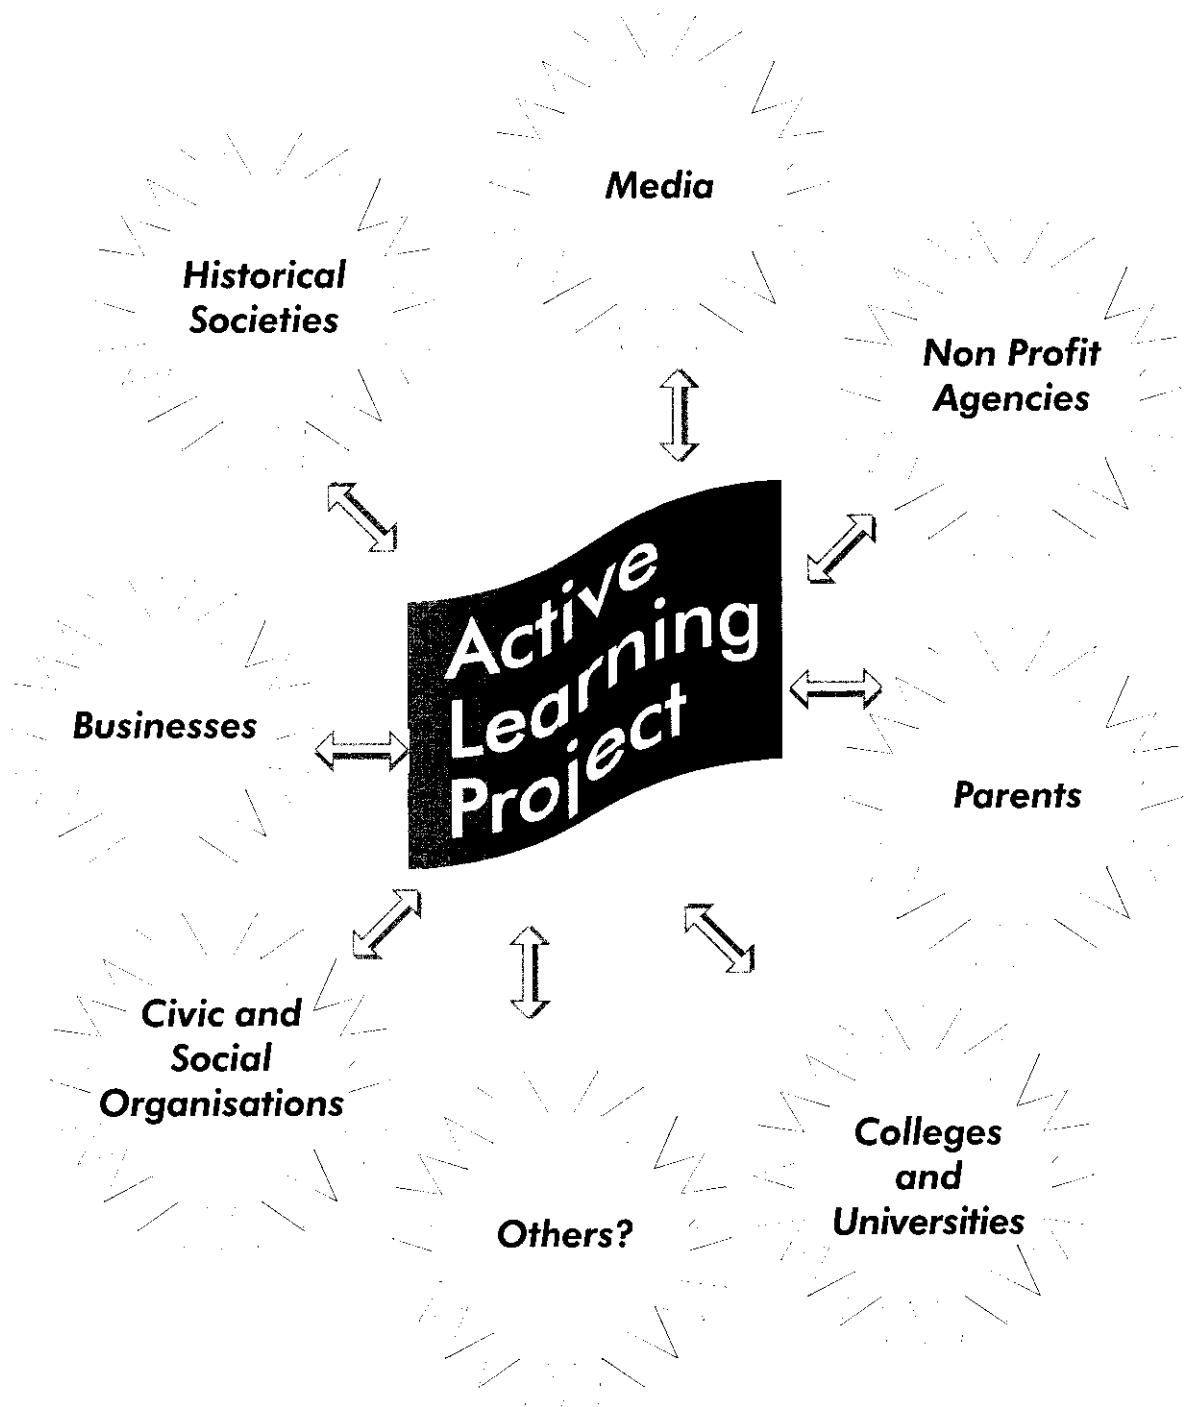 Media
Historical
Societies
Non Profit
Agencies
Active
Learning
Project
Businesses
Parents
Civic and
Social
Organisations
Colleges
and
Universities
Others?